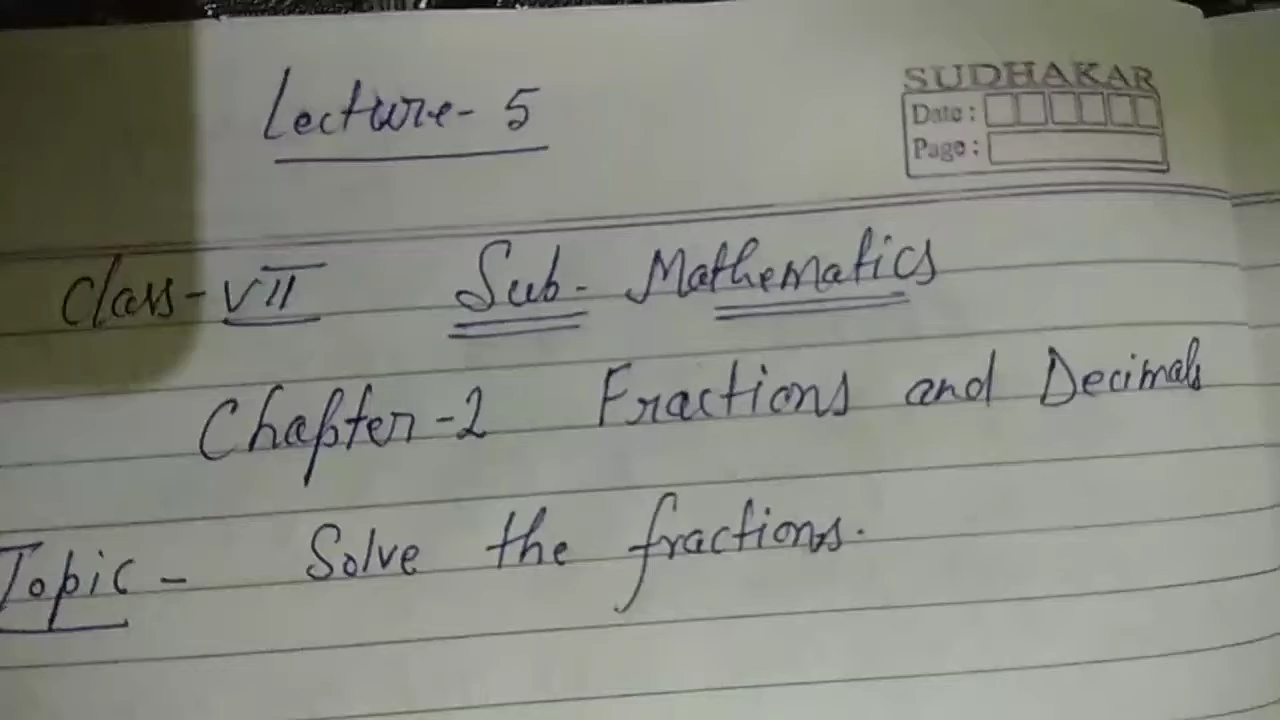 Lecture- 5
SUDHAKAR
Date:
Page:
Class-VII Sub- Mathematics
Chapter-2 Fractions and Decimals
Topic- Solve the fractions.